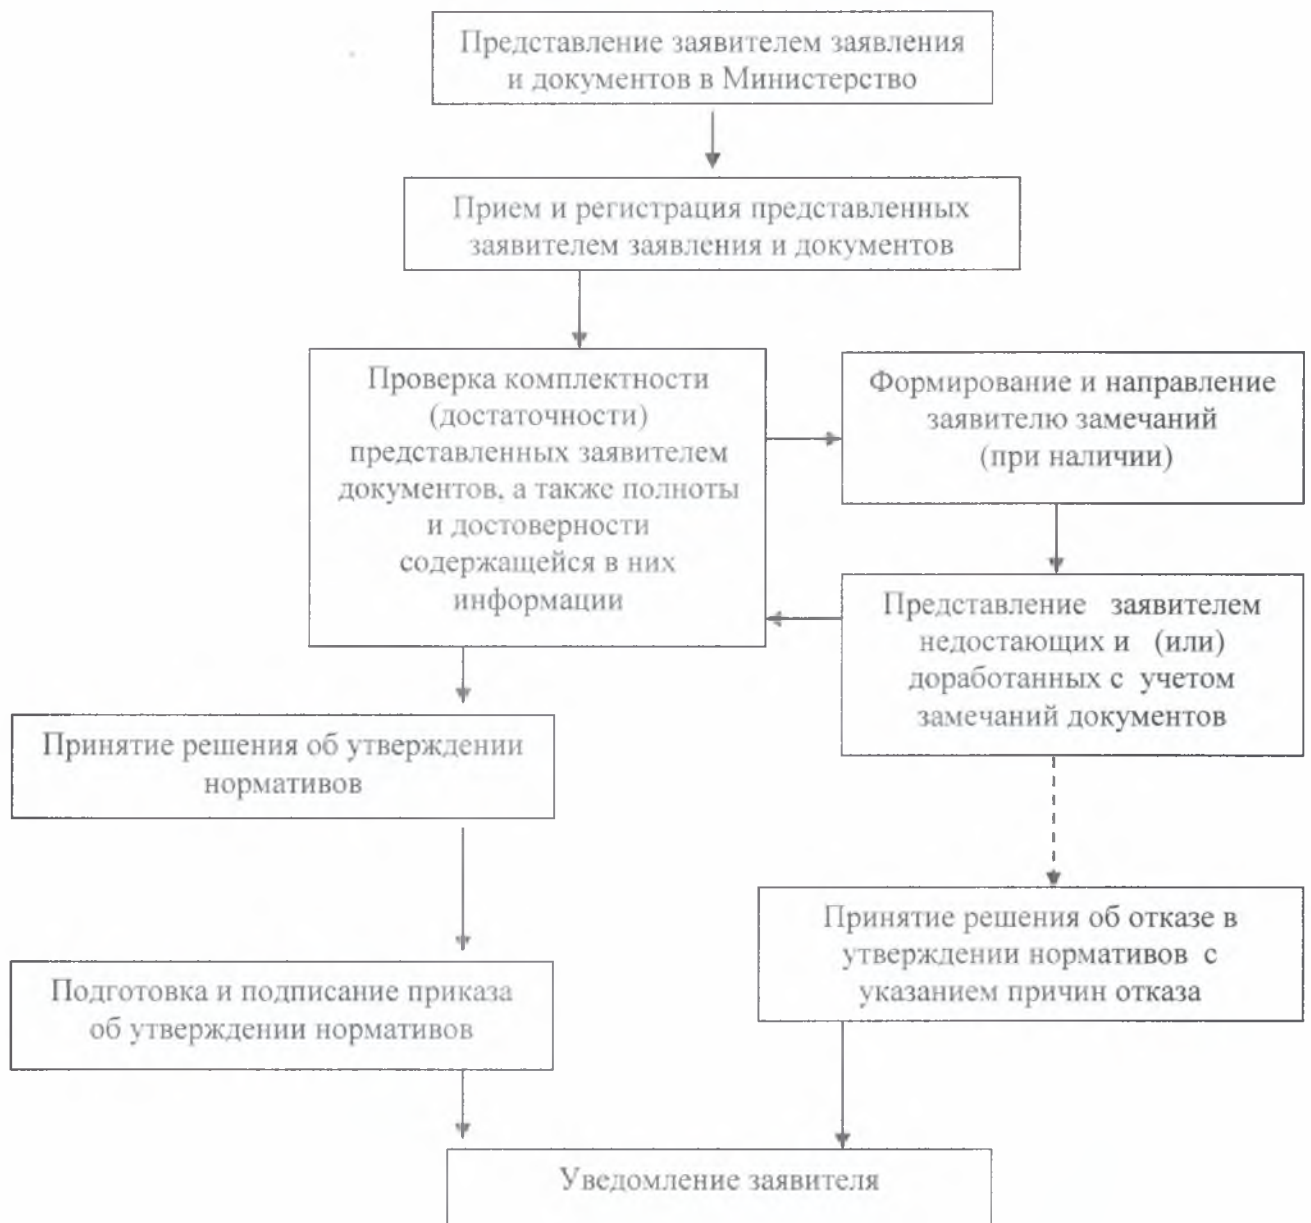 Представление заявителем заявления
и документов в Министерство
Прием и регистрация представленных
заявителем заявления и документов
Проверка комплектности
(достаточности)
представленных заявителем
документов, а также полноты
и достоверности
содержащейся в них
информации
Формирование и направление
заявителю замечаний
(при наличии)
Представление заявителем
недостающих и (или)
доработанных с учетом
замечаний документов
Принятие решения об утверждении
нормативов
Принятие решения об отказе в
утверждении нормативов с
указанием причин отказа
Подготовка и подписание приказа
об утверждении нормативов
Уведомление заявителя